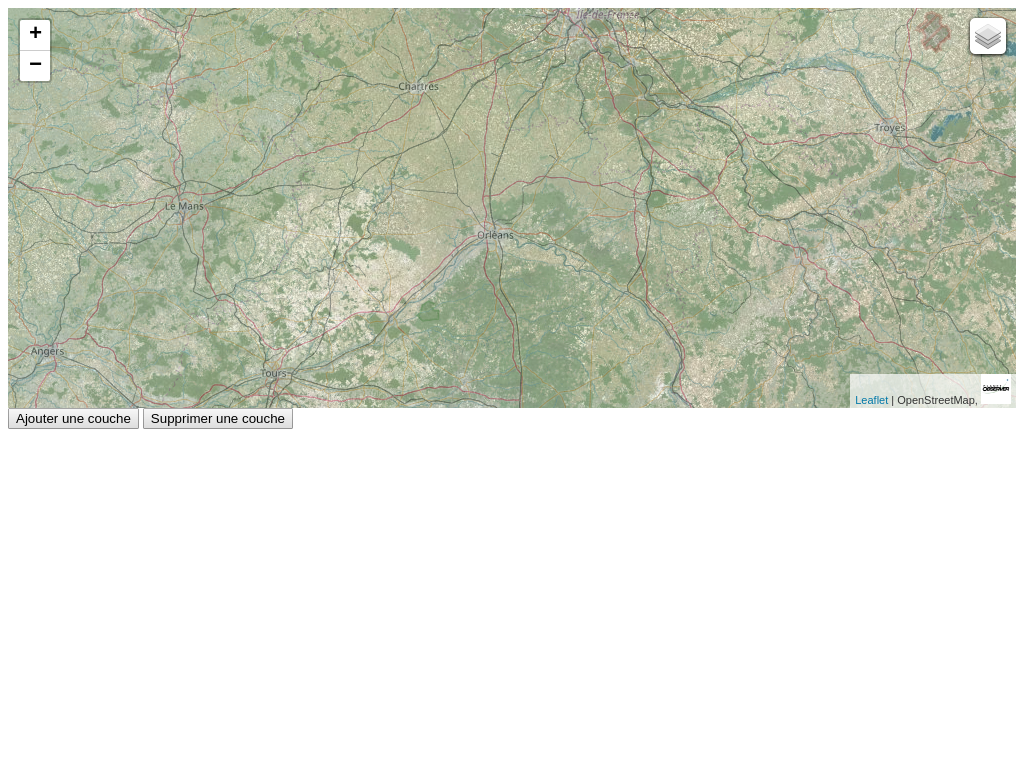 +
−
Île-de-France
Chartres
Troyes
Le Mans
Orléans
Angers
Tours
Leaflet | OpenStreetMap,
Ajouter une couche
Supprimer une couche